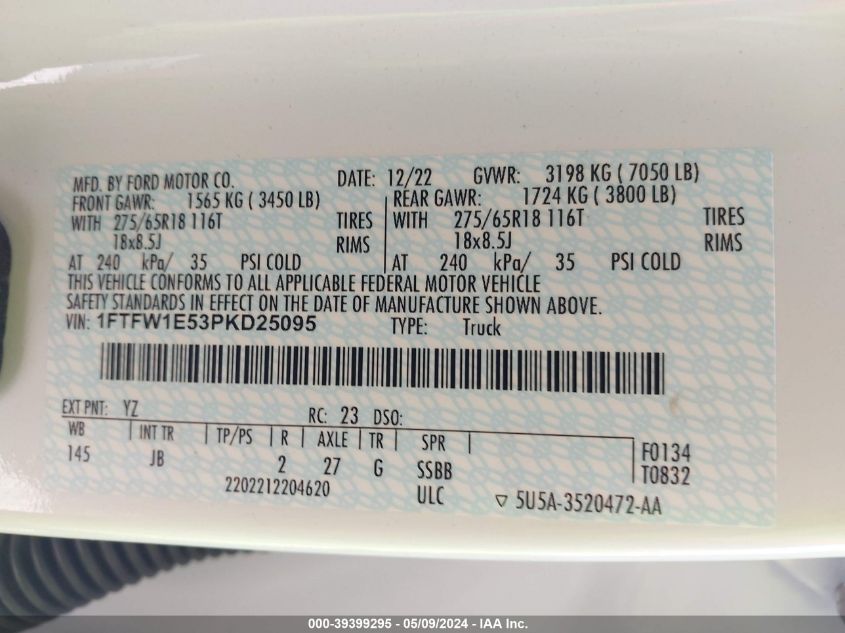 MFD. BY FORD MOTOR CO. DATE: 12/22 GVWR: 3198 KG ( 7050 LB)
FRONT GAWR: 1565 KG ( 3450 LB) REAR GAWR: 1724 KG ( 3800 LB)
WITH 275/65R18 116T TIRES WITH 275/65R18 116T TIRES
18x8.5J RIMS 18x8.5J RIMS
AT 240 kPa/ 35 PSI COLD AT 240 kPa/ 35 PSI COLD
THIS VEHICLE CONFORMS TO ALL APPLICABLE FEDERAL MOTOR VEHICLE
SAFETY STANDARDS IN EFFECT ON THE DATE OF MANUFACTURE SHOWN ABOVE.
VIN: 1FTFW1E53PKD25095 TYPE: Truck
EXT PNT: YZ RC: 23 DSO:
WB INT TR TP/PS R AXLE TR SPR F0134
145 JB 2 27 G SSBB T0832
2202212204620 ULC 5U5A-3520472-AA
000-39399295 - 05/09/2024 - IAA Inc.